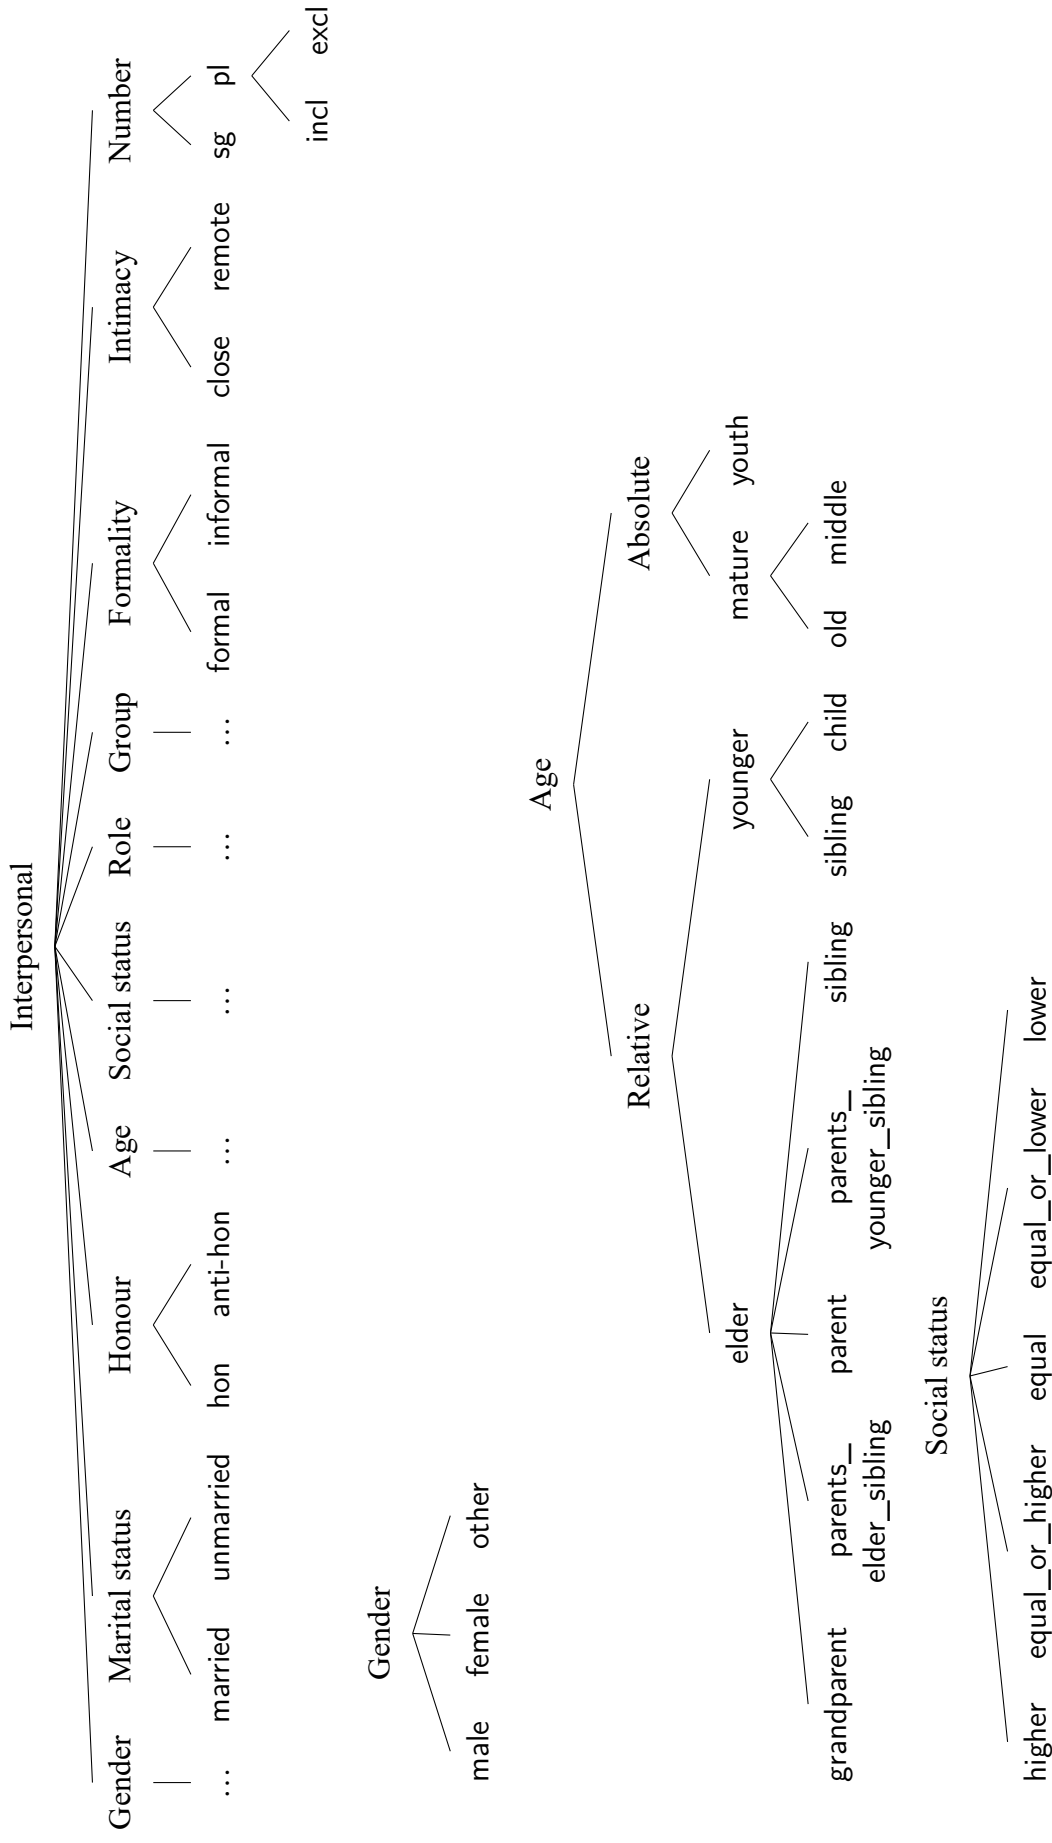 Interpersonal
Gender Marital status Honour Age Social status Role Group Formality Intimacy Number
... married unmarried hon anti-hon ... ... ... ... formal informal close remote sg pl
incl excl
Gender
male female other
Age
Relative Absolute
elder younger mature youth
grandparent parents_ parent parents_ sibling sibling child old middle
elder_sibling younger_sibling
Social status
higher equal_or_higher equal equal_or_lower lower